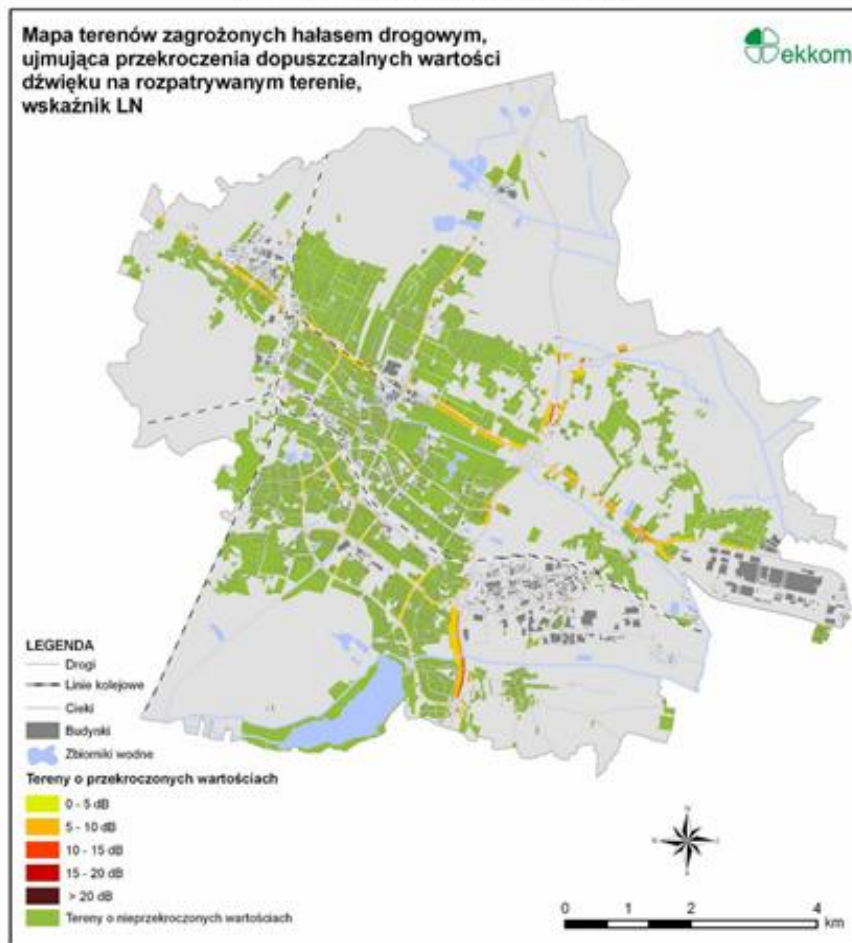 Mapa terenów zagrożonych hałasem drogowym,
ujmująca przekroczenia dopuszczalnych wartości
dźwięku na rozpatrywanym terenie,
wskaźnik LN
ekkom
LEGENDA
Drogi
Linie kolejowe
Cieki
Budynki
Zbiorniki wodne
Tereny o przekroczonych wartościach
0 - 5 dB
5 - 10 dB
10 - 15 dB
15 - 20 dB
> 20 dB
Tereny o nieprzekroczonych wartościach
0 1 2 4
km